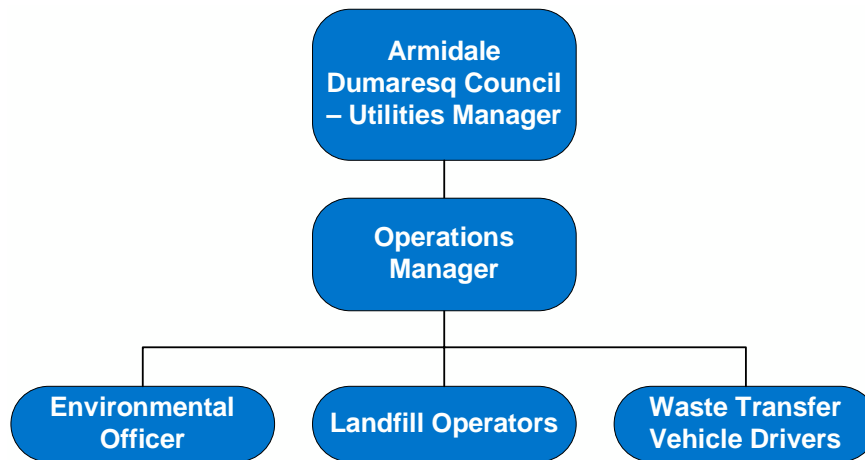 Armidale
Dumaresq Council
– Utilities Manager
Operations
Manager
Environmental
Officer
Landfill Operators
Waste Transfer
Vehicle Drivers